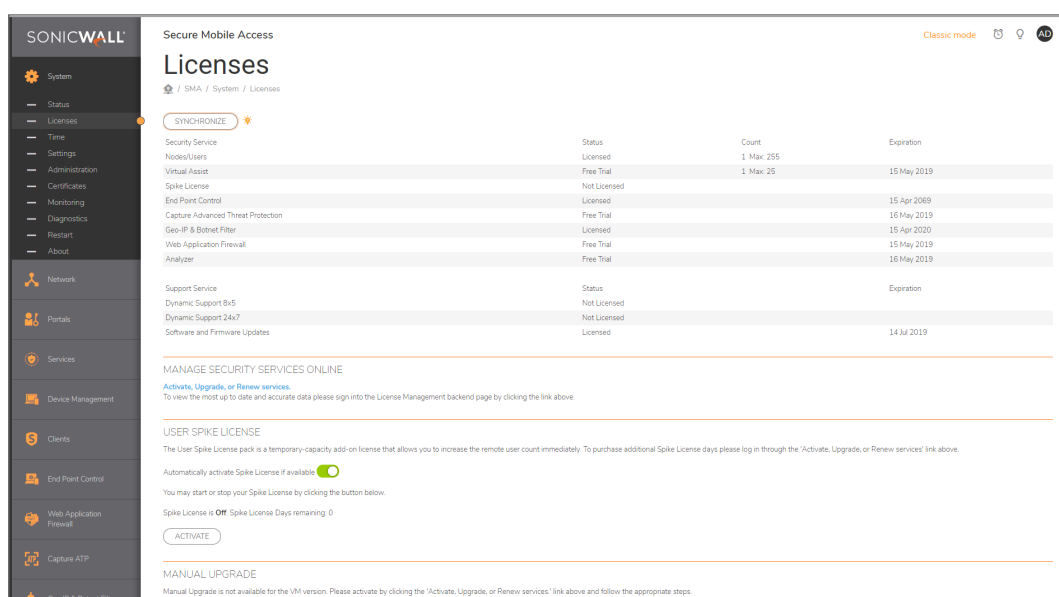 SONICWALL
Secure Mobile Access
Classic mode
AD
Licenses
/ SMA / System / Licenses
System
Status
Licenses
Time
Settings
Administration
Certificates
Monitoring
Diagnostics
Restart
About
Network
Portals
Services
Device Management
Clients
End Point Control
Web Application
Firewall
ATP Capture ATP
SYNCHRONIZE
Security Service Status Count Expiration
Nodes/Users Licensed 1 Max: 255
Virtual Assist Free Trial 1 Max: 25 15 May 2019
Spike License Not Licensed
End Point Control Licensed 15 Apr 2069
Capture Advanced Threat Protection Free Trial 16 May 2019
Geo-IP & Botnet Filter Licensed 15 Apr 2020
Web Application Firewall Free Trial 15 May 2019
Analyzer Free Trial 16 May 2019
Support Service Status Expiration
Dynamic Support 8x5 Not Licensed
Dynamic Support 24x7 Not Licensed
Software and Firmware Updates Licensed 14 Jul 2019
MANAGE SECURITY SERVICES ONLINE
Activate, Upgrade, or Renew services.
To view the most up to date and accurate data please sign into the License Management backend page by clicking the link above.
USER SPIKE LICENSE
The User Spike License pack is a temporary-capacity add-on license that allows you to increase the remote user count immediately. To purchase additional Spike License days please log in through the 'Activate, Upgrade, or Renew services' link above.
Automatically activate Spike License if available
You may start or stop your Spike License by clicking the button below.
Spike License is Off. Spike License Days remaining: 0
ACTIVATE
MANUAL UPGRADE
Manual Upgrade is not available for the VM version. Please activate by clicking the 'Activate, Upgrade, or Renew services.' link above and follow the appropriate steps.